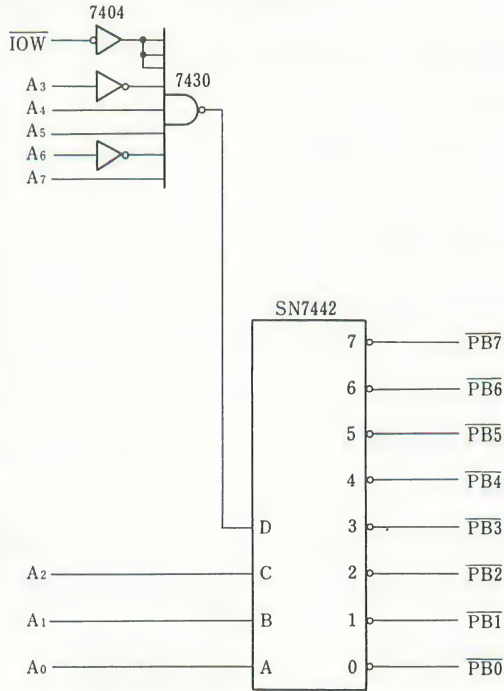 7404
IOW
A3
7430
A4
A5
A6
A7
SN7442
7 PB7
6 PB6
5 PB5
4 PB4
D 3 PB3
A2 C 2 PB2
A1 B 1 PB1
A0 A 0 PB0